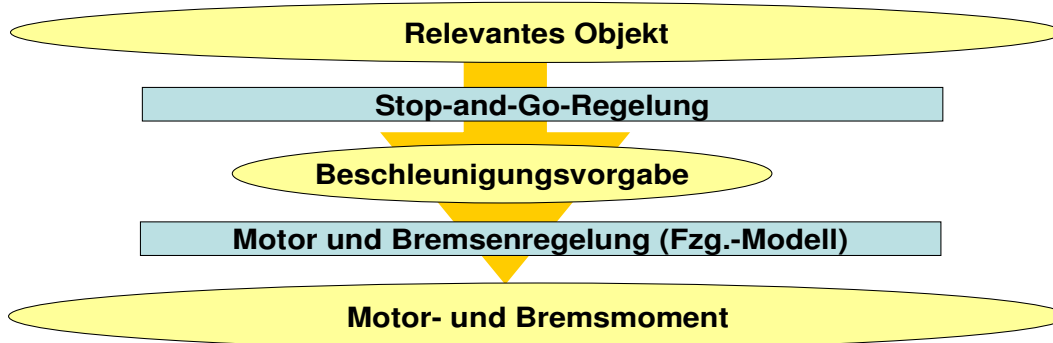 Relevantes Objekt
Stop-and-Go-Regelung
Beschleunigungsvorgabe
Motor und Bremsenregelung (Fzg.-Modell)
Motor- und Bremsmoment